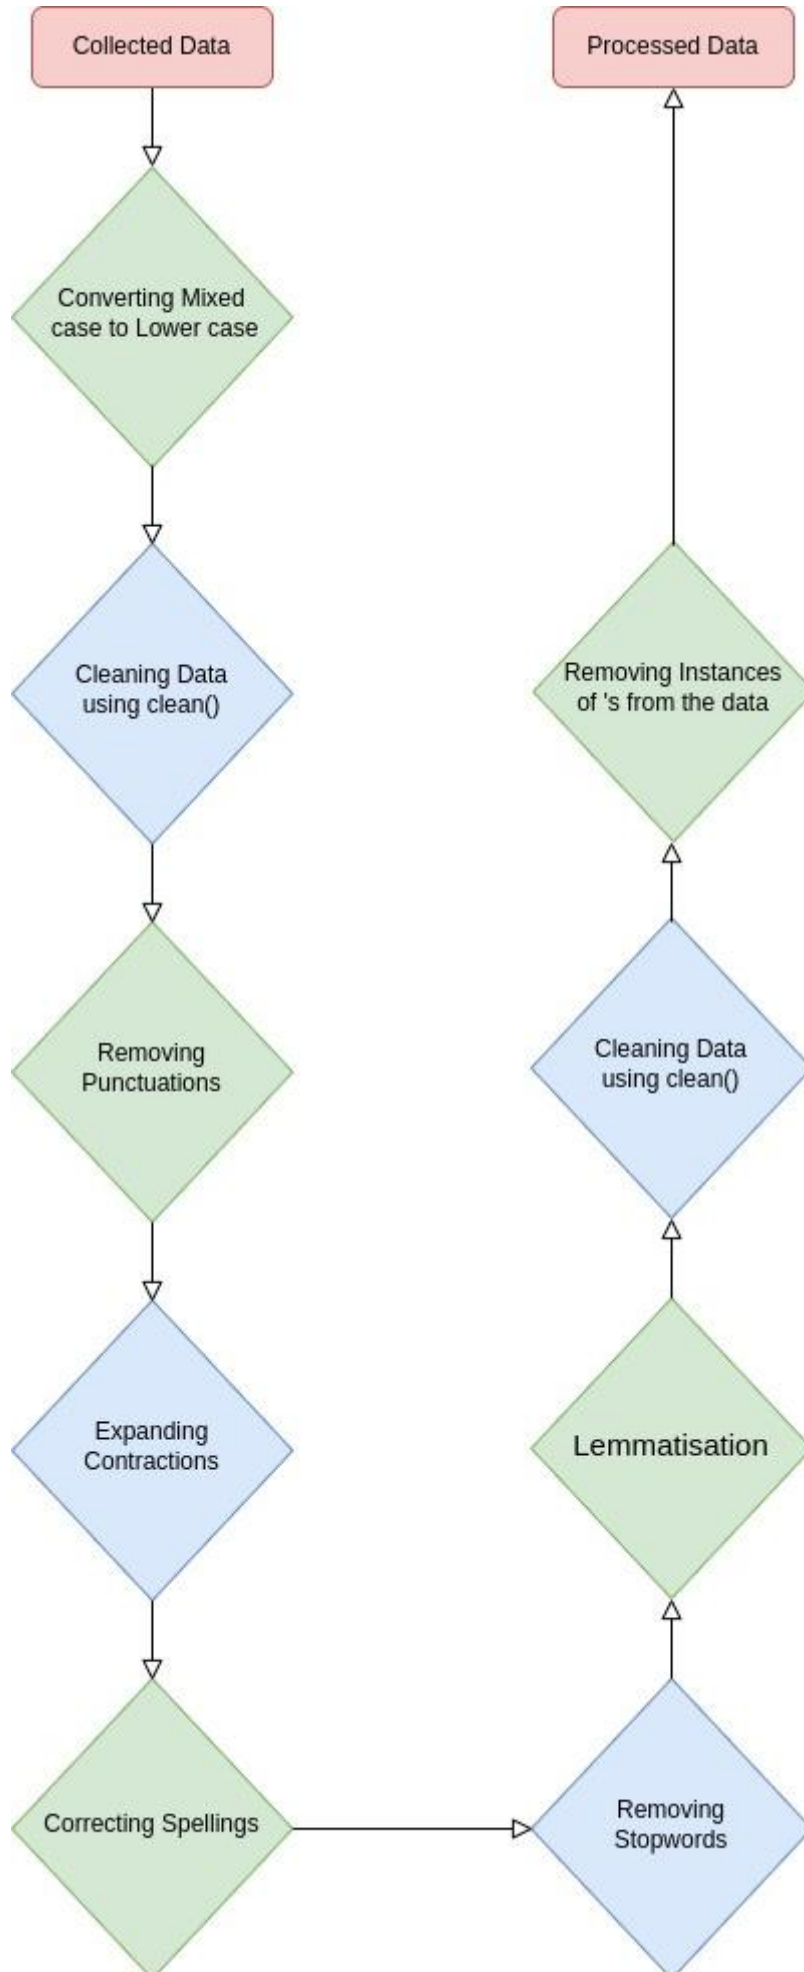 Collected Data
Converting Mixed
case to Lower case
Cleaning Data
using clean()
Removing
Punctuations
Expanding
Contractions
Correcting Spellings
Removing
Stopwords
Lemmatisation
Cleaning Data
using clean()
Removing Instances
of 's from the data
Processed Data